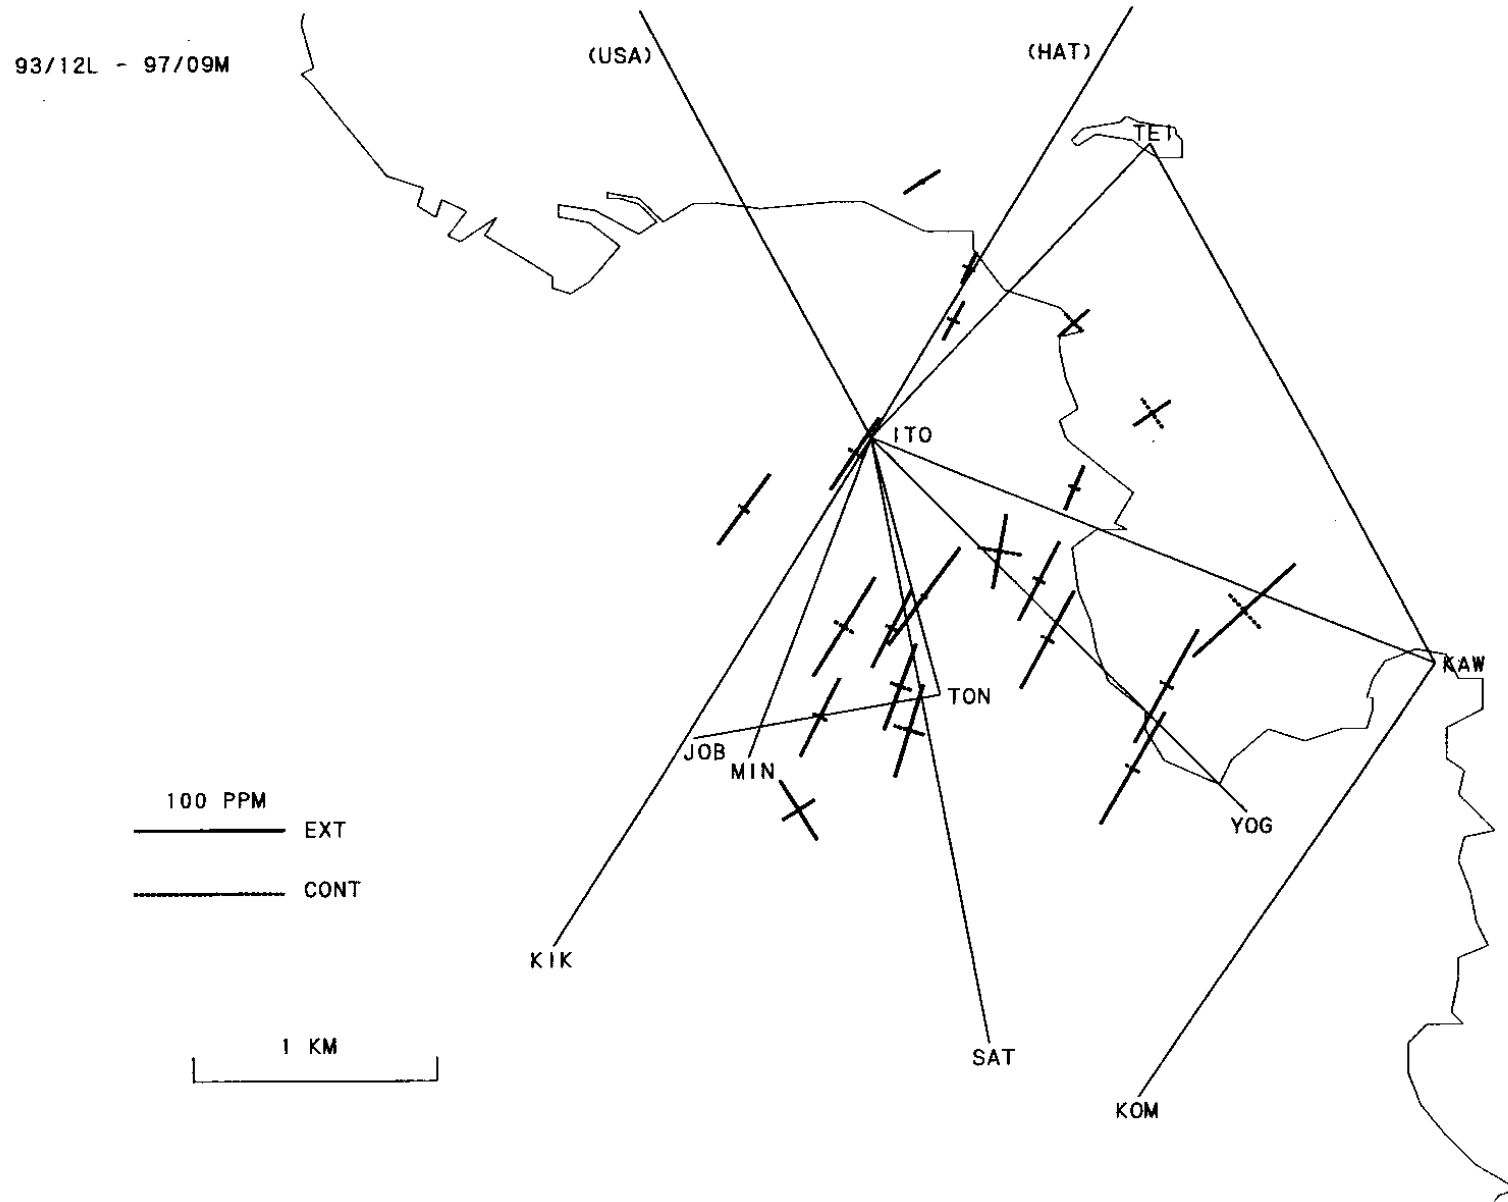 (USA)
(HAT)
93/12L - 97/09M
TEI
ITO
KAW
TON
JOB
MIN
100 PPM
EXT
YOG
CONT
KIK
1 KM
SAT
KOM